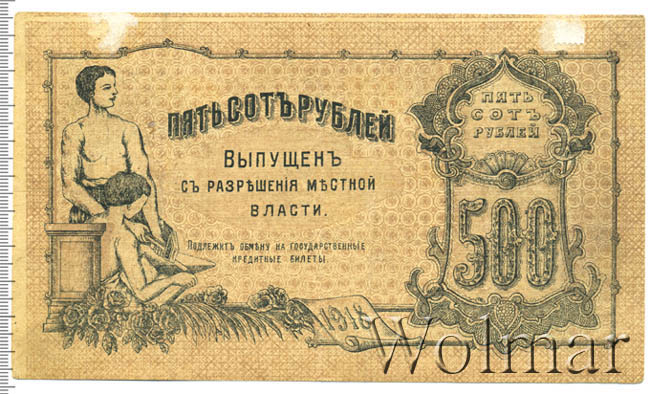 ПЯТЬСОТЪ РУБЛЕЙ
ВЫПУЩЕНЪ
СЪ РАЗРѢШЕНІЯ МѢСТНОЙ
ВЛАСТИ.
ПОДЛЕЖИТЪ ОБМѢНУ НА ГОСУДАРСТВЕННЫЕ
КРЕДИТНЫЕ БИЛЕТЫ.
ПЯТЬ
СОТЪ
РУБЛЕЙ
500
1918
Wolmar